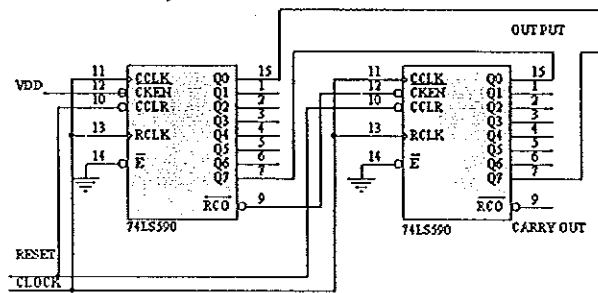 OUTPUT
11 CCLK Q0 15
12 CKEN Q1 1
10 CCLR Q2 2
Q3 3
13 RCLK Q4 4
Q5 5
14 E Q6 6
Q7 7
RCO 9
74LS590
11 CCLK Q0 15
12 CKEN Q1 1
10 CCLR Q2 2
Q3 3
13 RCLK Q4 4
Q5 5
14 E Q6 6
Q7 7
RCO 9
74LS590
CARRY OUT
VDD
RESET
CLOCK